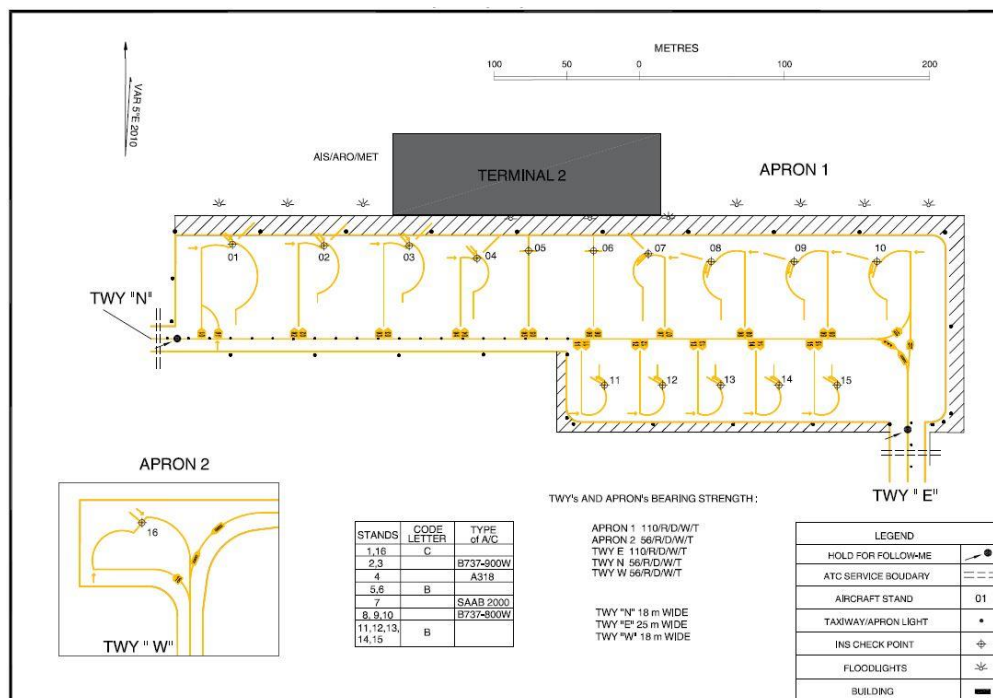 METRES
100 50 0 100 200
VAR 5°E 2010
AIS/ARO/MET
TERMINAL 2
APRON 1
01 02 03 04 05 06 07 08 09 10
TWY "N"
11 12 13 14 15
TWY " E"
APRON 2
16
TWY " W"
STANDS CODE LETTER TYPE of A/C
1,16 C
2,3 B737-900W
4 A318
5,6 B
7 SAAB 2000
8, 9,10 B737-800W
11,12,13,
14,15 B
TWY's AND APRON's BEARING STRENGTH :
APRON 1 110/R/D/W/T
APRON 2 56/R/D/W/T
TWY E 110/R/D/W/T
TWY N 56/R/D/W/T
TWY W 56/R/D/W/T
TWY "N" 18 m WIDE
TWY "E" 25 m WIDE
TWY "W" 18 m WIDE
LEGEND
HOLD FOR FOLLOW-ME
ATC SERVICE BOUDARY
AIRCRAFT STAND 01
TAXIWAY/APRON LIGHT
INS CHECK POINT
FLOODLIGHTS
BUILDING